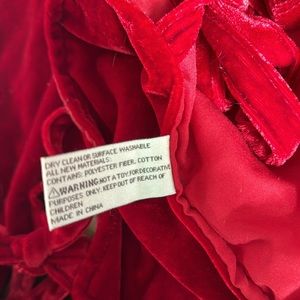 DRY CLEAN OR SURFACE WASHABLE
ALL NEW MATERIALS:
CONTAINS: POLYESTER FIBER: COTTON
⚠WARNING: NOT A TOY. FOR DECORATIVE
PURPOSES ONLY. KEEP OUT OF REACH OF
CHILDREN
MADE IN CHINA